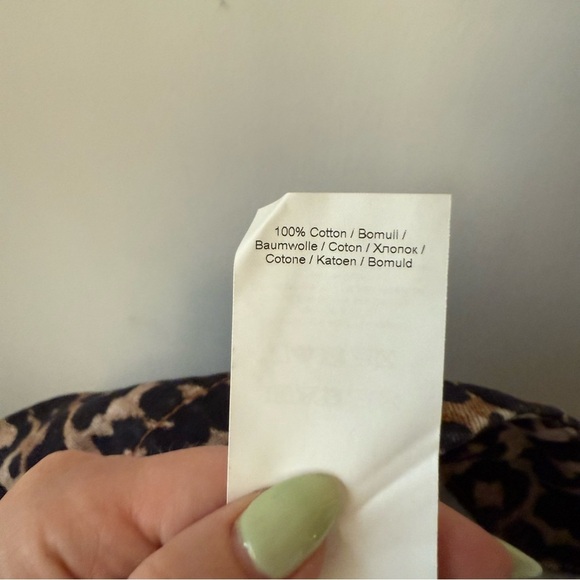 100% Cotton / Bomull /
Baumwolle / Coton / Хлопок /
Cotone / Katoen / Bomuld